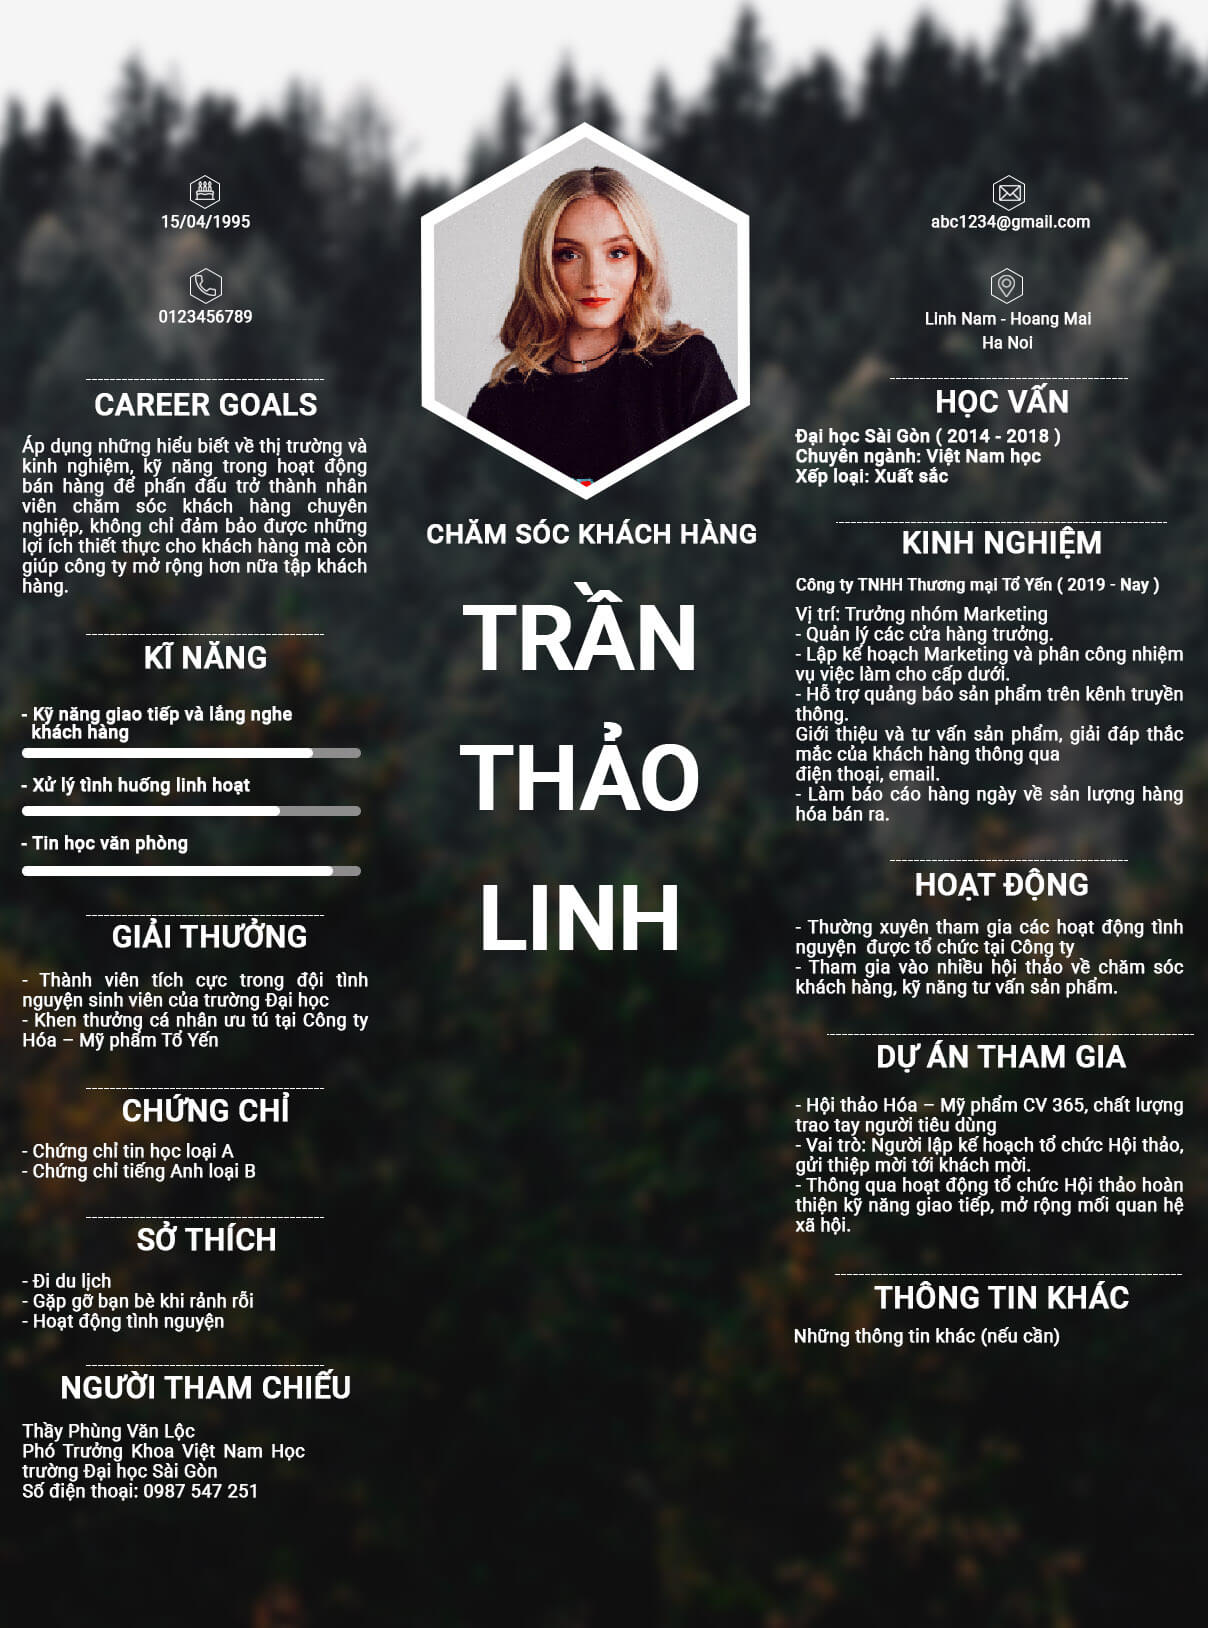 15/04/1995
0123456789
CAREER GOALS
Áp dụng những hiểu biết về thị trường và
kinh nghiệm, kỹ năng trong hoạt động
bán hàng để phấn đấu trở thành nhân
viên chăm sóc khách hàng chuyên
nghiệp, không chỉ đảm bảo được những
lợi ích thiết thực cho khách hàng mà còn
giúp công ty mở rộng hơn nữa tập khách
hàng.
KĨ NĂNG
- Kỹ năng giao tiếp và lắng nghe
khách hàng
- Xử lý tình huống linh hoạt
- Tin học văn phòng
GIẢI THƯỞNG
- Thành viên tích cực trong đội tình
nguyện sinh viên của trường Đại học
- Khen thưởng cá nhân ưu tú tại Công ty
Hóa – Mỹ phẩm Tổ Yến
CHỨNG CHỈ
- Chứng chỉ tin học loại A
- Chứng chỉ tiếng Anh loại B
SỞ THÍCH
- Đi du lịch
- Gặp gỡ bạn bè khi rảnh rỗi
- Hoạt động tình nguyện
NGƯỜI THAM CHIẾU
Thầy Phùng Văn Lộc
Phó Trưởng Khoa Việt Nam Học
trường Đại học Sài Gòn
Số điện thoại: 0987 547 251
CHĂM SÓC KHÁCH HÀNG
TRẦN
THẢO
LINH
abc1234@gmail.com
Linh Nam - Hoang Mai
Ha Noi
HỌC VẤN
Đại học Sài Gòn ( 2014 - 2018 )
Chuyên ngành: Việt Nam học
Xếp loại: Xuất sắc
KINH NGHIỆM
Công ty TNHH Thương mại Tổ Yến ( 2019 - Nay )
Vị trí: Trưởng nhóm Marketing
- Quản lý các cửa hàng trưởng.
- Lập kế hoạch Marketing và phân công nhiệm
vụ việc làm cho cấp dưới.
- Hỗ trợ quảng báo sản phẩm trên kênh truyền
thông.
Giới thiệu và tư vấn sản phẩm, giải đáp thắc
mắc của khách hàng thông qua
điện thoại, email.
- Làm báo cáo hàng ngày về sản lượng hàng
hóa bán ra.
HOẠT ĐỘNG
- Thường xuyên tham gia các hoạt động tình
nguyện  được tổ chức tại Công ty
- Tham gia vào nhiều hội thảo về chăm sóc
khách hàng, kỹ năng tư vấn sản phẩm.
DỰ ÁN THAM GIA
- Hội thảo Hóa – Mỹ phẩm CV 365, chất lượng
trao tay người tiêu dùng
- Vai trò: Người lập kế hoạch tổ chức Hội thảo,
gửi thiệp mời tới khách mời.
- Thông qua hoạt động tổ chức Hội thảo hoàn
thiện kỹ năng giao tiếp, mở rộng mối quan hệ
xã hội.
THÔNG TIN KHÁC
Những thông tin khác (nếu cần)